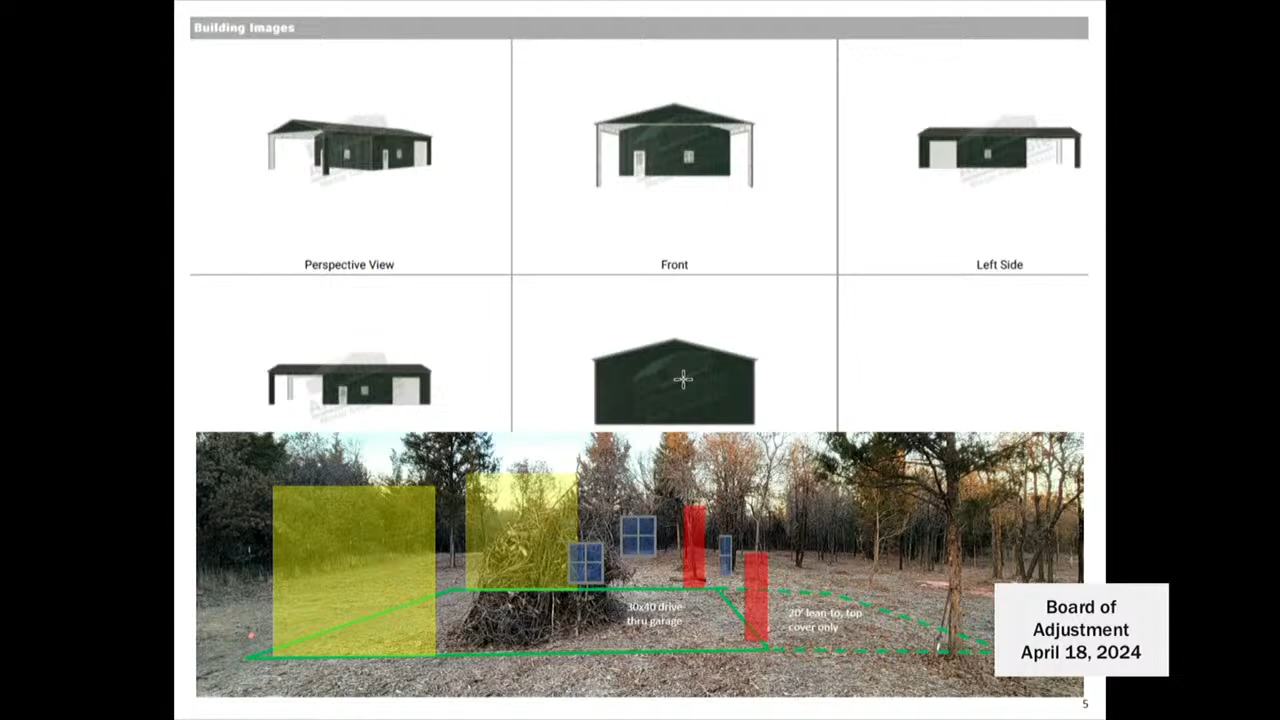 Building Images
Perspective View
Front
Left Side
30x40 drive
thru garage
20' lean-to, top
cover only
Board of
Adjustment
April 18, 2024
5